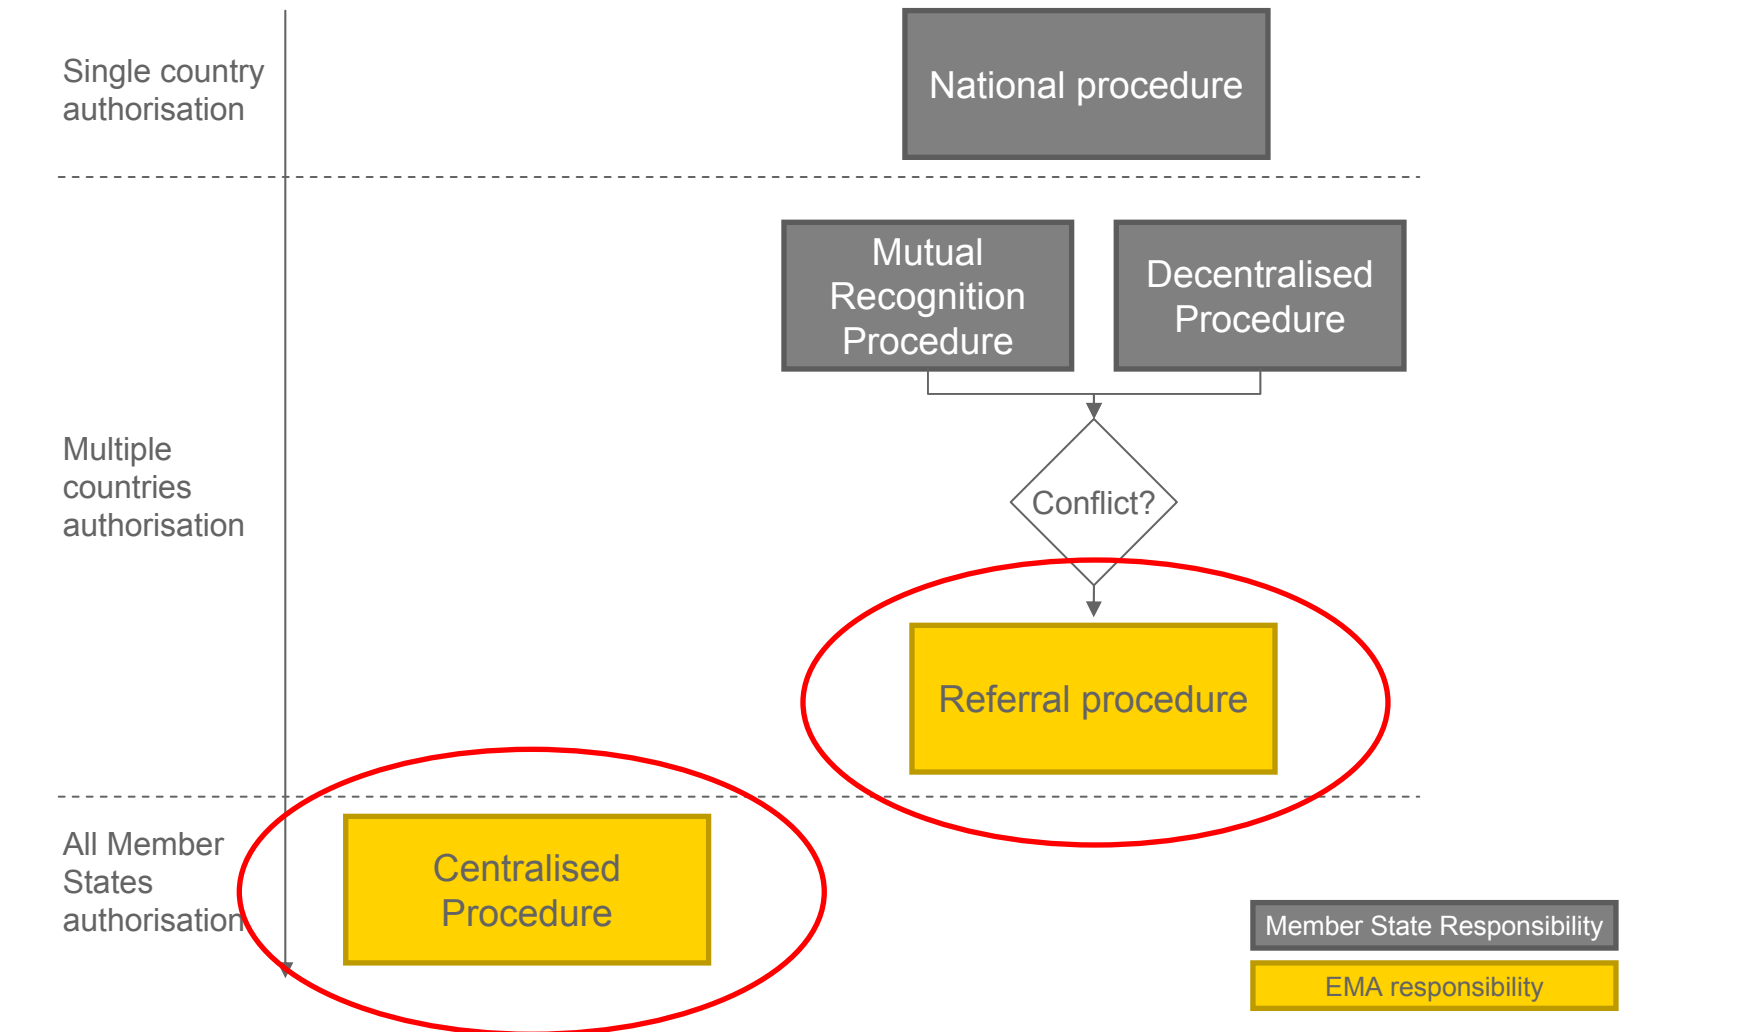 Single country
authorisation
National procedure
Mutual
Recognition
Procedure
Decentralised
Procedure
Multiple
countries
authorisation
Conflict?
Referral procedure
All Member
States
authorisation
Centralised
Procedure
Member State Responsibility
EMA responsibility